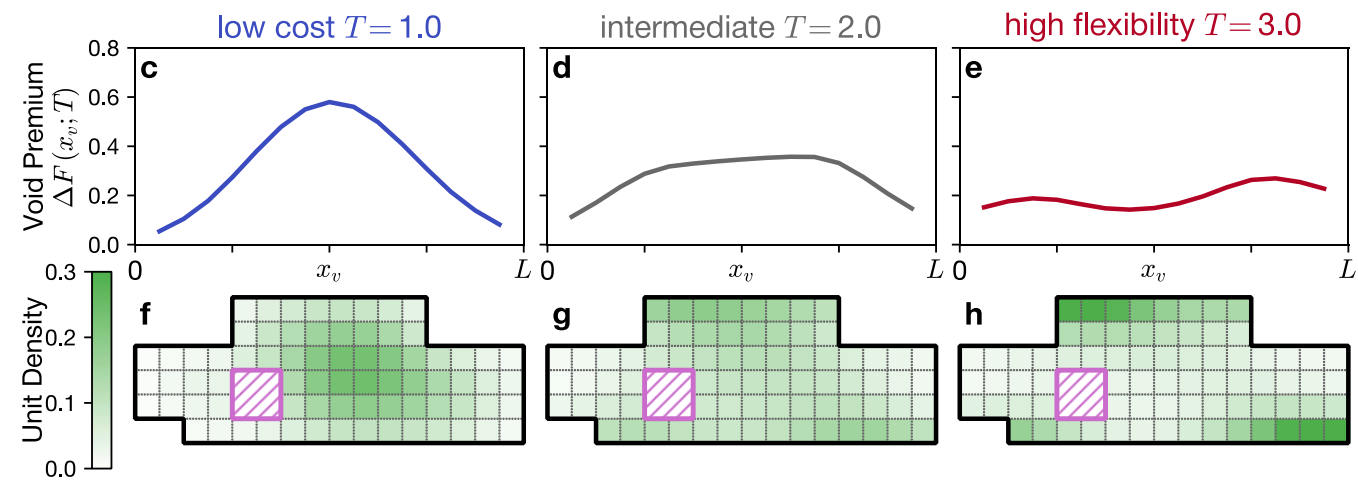 low cost T = 1.0
intermediate T = 2.0
high flexibility T = 3.0
Void Premium
ΔF(x_v; T)
0.8
0.6
0.4
0.2
0.0
c
d
e
0 x_v L
0 x_v L
0 x_v L
Unit Density
0.3
0.2
0.1
0.0
f
g
h